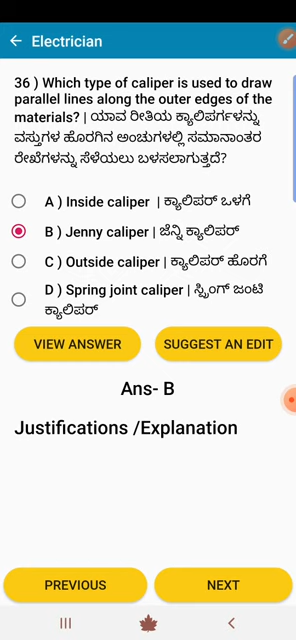 Electrician
36 ) Which type of caliper is used to draw
parallel lines along the outer edges of the
materials? | ಯಾವ ರೀತಿಯ ಕ್ಯಾಲಿಪರ್ಗಳನ್ನು
ವಸ್ತುಗಳ ಹೊರಗಿನ ಅಂಚುಗಳಲ್ಲಿ ಸಮಾನಾಂತರ
ರೇಖೆಗಳನ್ನು ಸೆಳೆಯಲು ಬಳಸಲಾಗುತ್ತದೆ?
A ) Inside caliper | ಕ್ಯಾಲಿಪರ್ ಒಳಗೆ
B ) Jenny caliper | ಜೆನ್ನಿ ಕ್ಯಾಲಿಪರ್
C ) Outside caliper | ಕ್ಯಾಲಿಪರ್ ಹೊರಗೆ
D ) Spring joint caliper | ಸ್ಪ್ರಿಂಗ್ ಜಂಟಿ
ಕ್ಯಾಲಿಪರ್
VIEW ANSWER
SUGGEST AN EDIT
Ans- B
Justifications /Explanation
PREVIOUS
NEXT